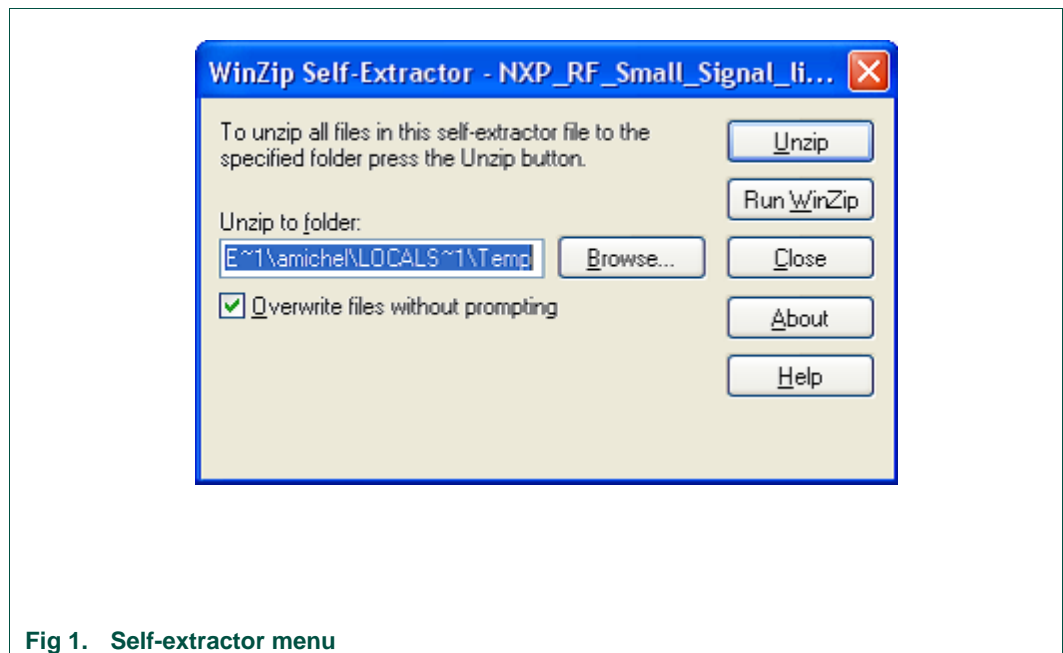 WinZip Self-Extractor - NXP_RF_Small_Signal_li...
To unzip all files in this self-extractor file to the
specified folder press the Unzip button.
Unzip to folder:
E~1\amichel\LOCALS~1\Temp
Browse...
Overwrite files without prompting
Unzip
Run WinZip
Close
About
Help
Fig 1. Self-extractor menu